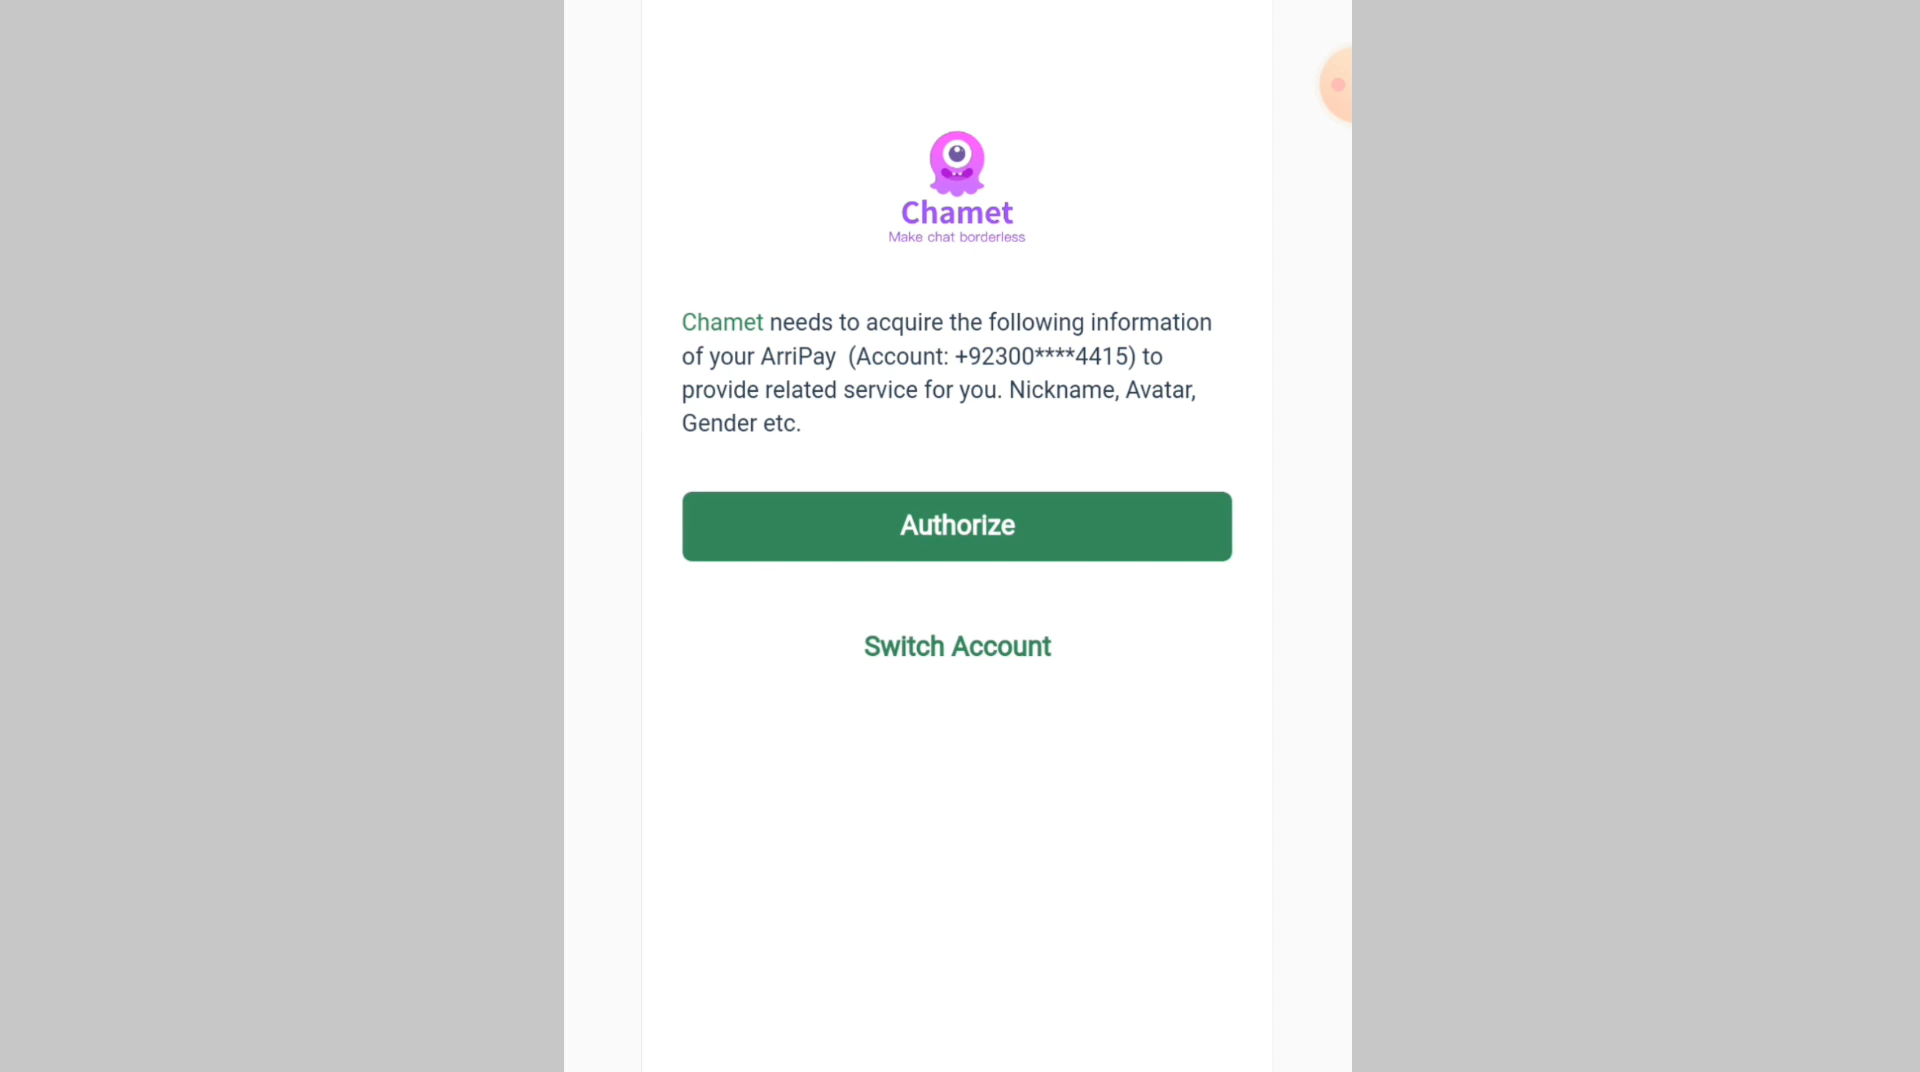 Chamet
Make chat borderless
Chamet needs to acquire the following information
of your ArriPay (Account: +92300****4415) to
provide related service for you. Nickname, Avatar,
Gender etc.
Authorize
Switch Account